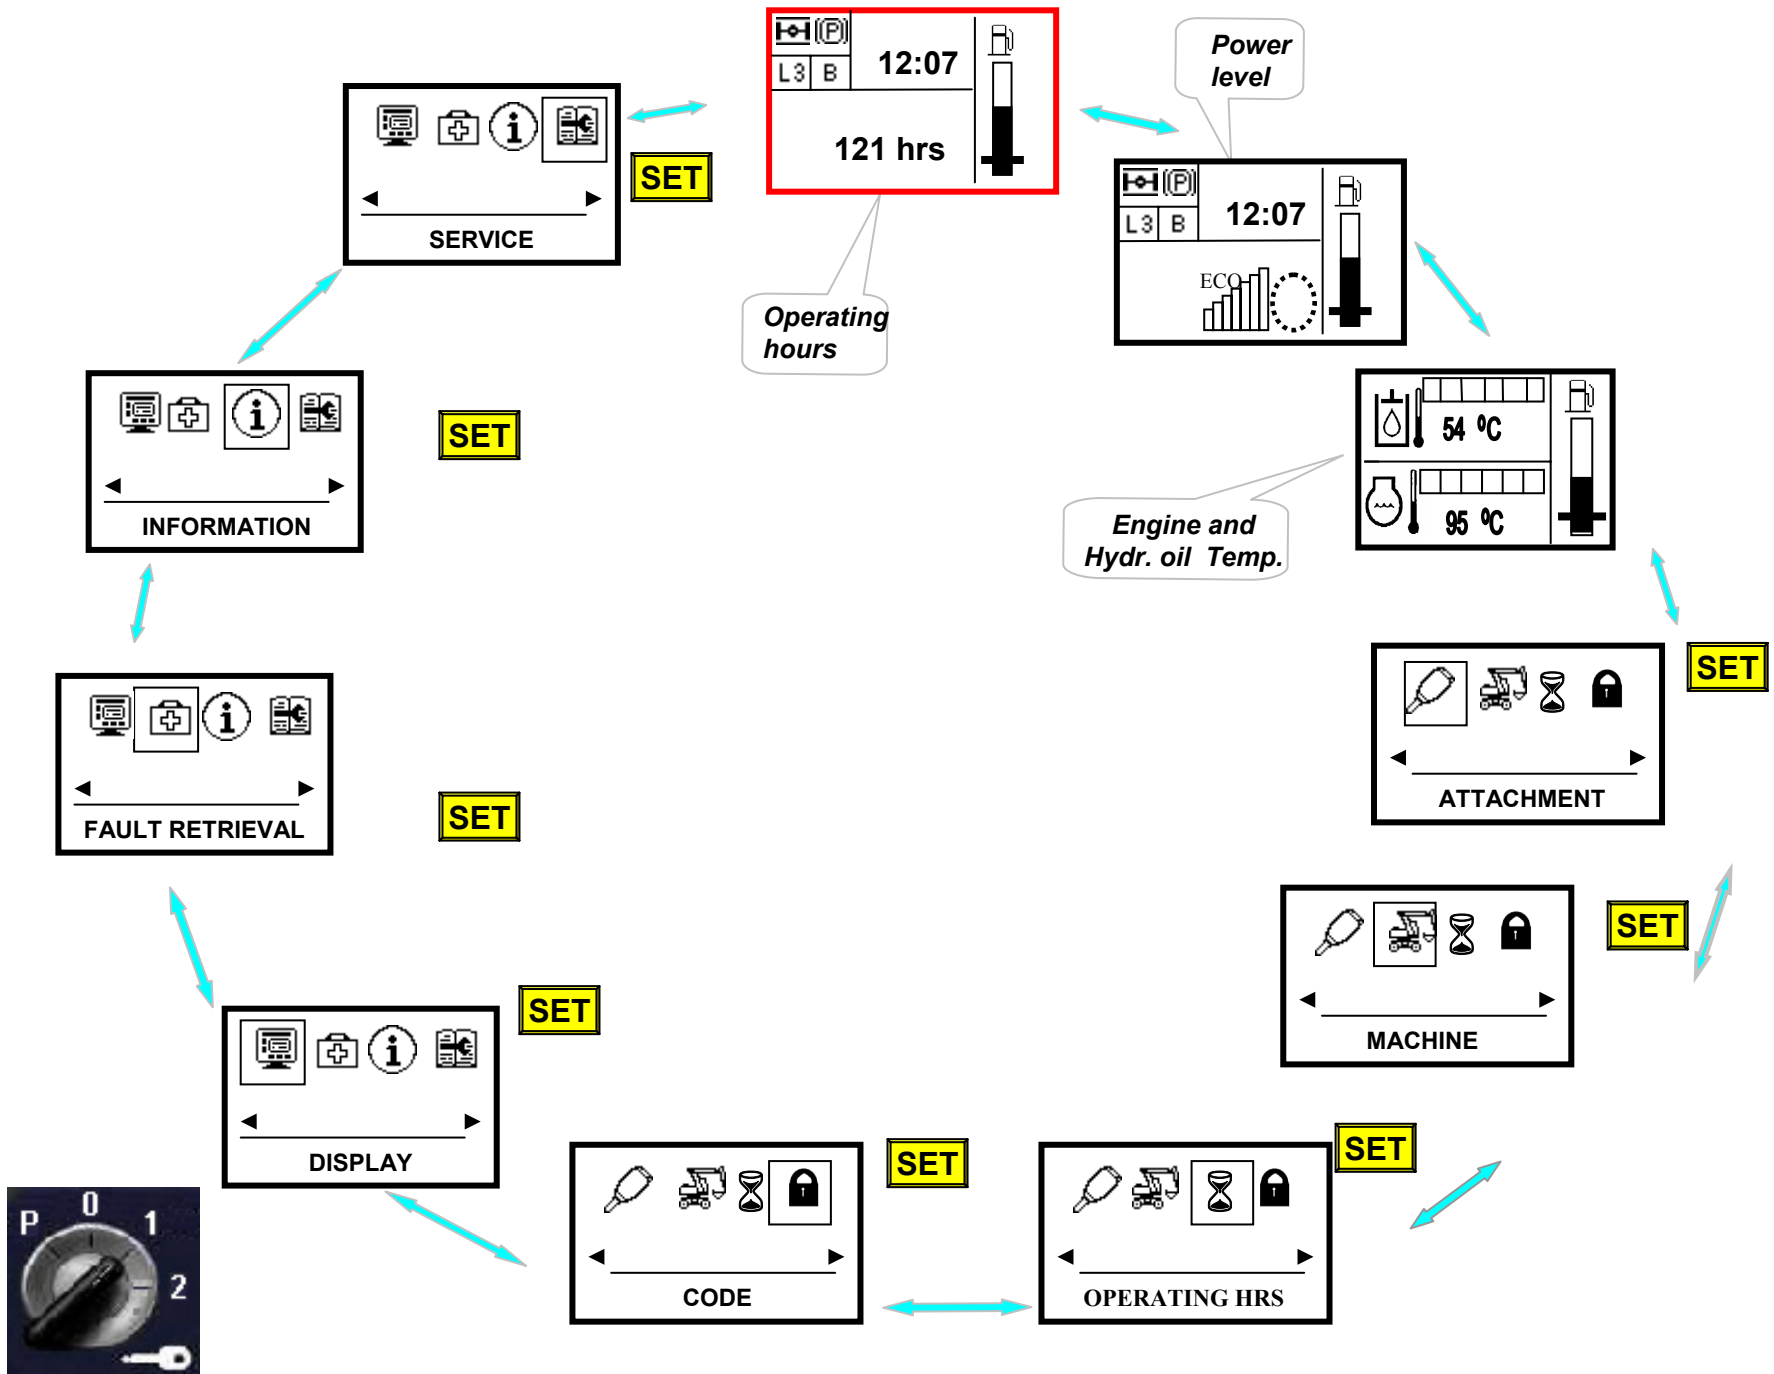 12:07
L3 B
121 hrs
Power
level
SET
SERVICE
12:07
L3 B
ECO
Operating
hours
54 °C
95 °C
SET
INFORMATION
Engine and
Hydr. oil Temp.
SET
ATTACHMENT
FAULT RETRIEVAL
SET
SET
MACHINE
SET
DISPLAY
SET
CODE
SET
OPERATING HRS
P 0 1
2
(P)
(P)
i
i
i
i